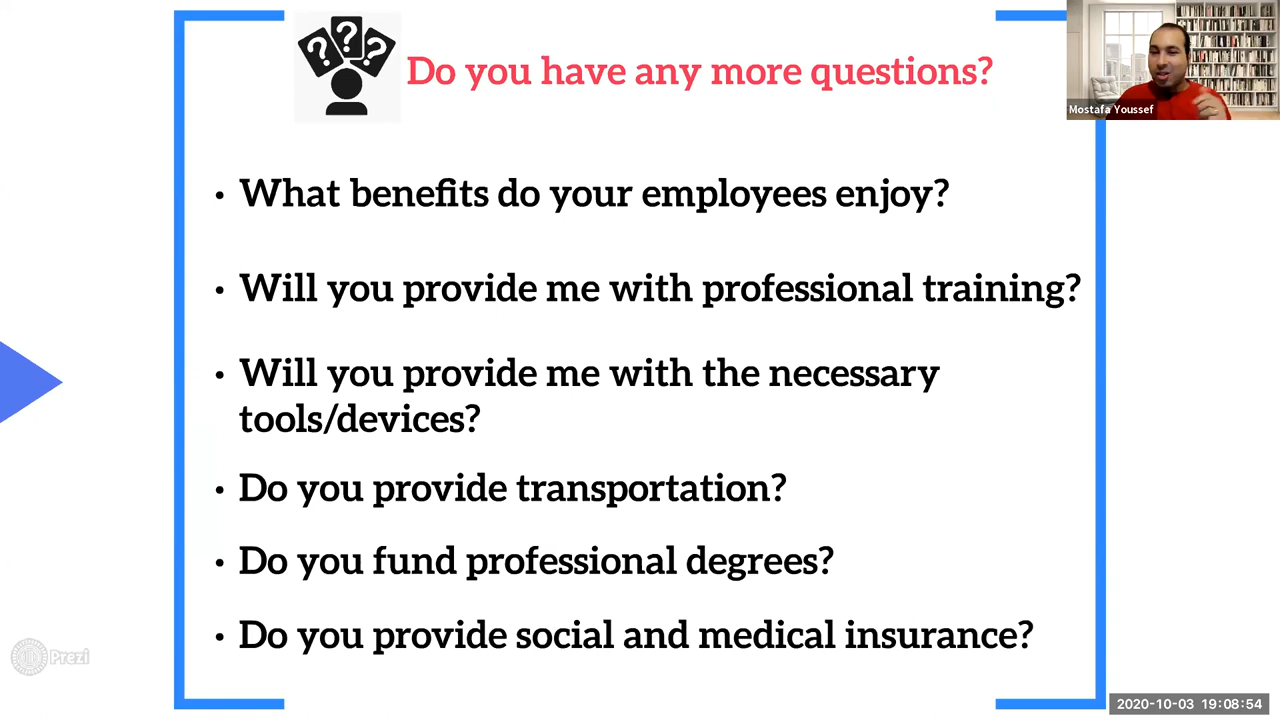 ? ? ?
Do you have any more questions?
Mostafa Youssef
• What benefits do your employees enjoy?
• Will you provide me with professional training?
• Will you provide me with the necessary
tools/devices?
• Do you provide transportation?
• Do you fund professional degrees?
• Do you provide social and medical insurance?
Prezi
2020-10-03 19:08:54